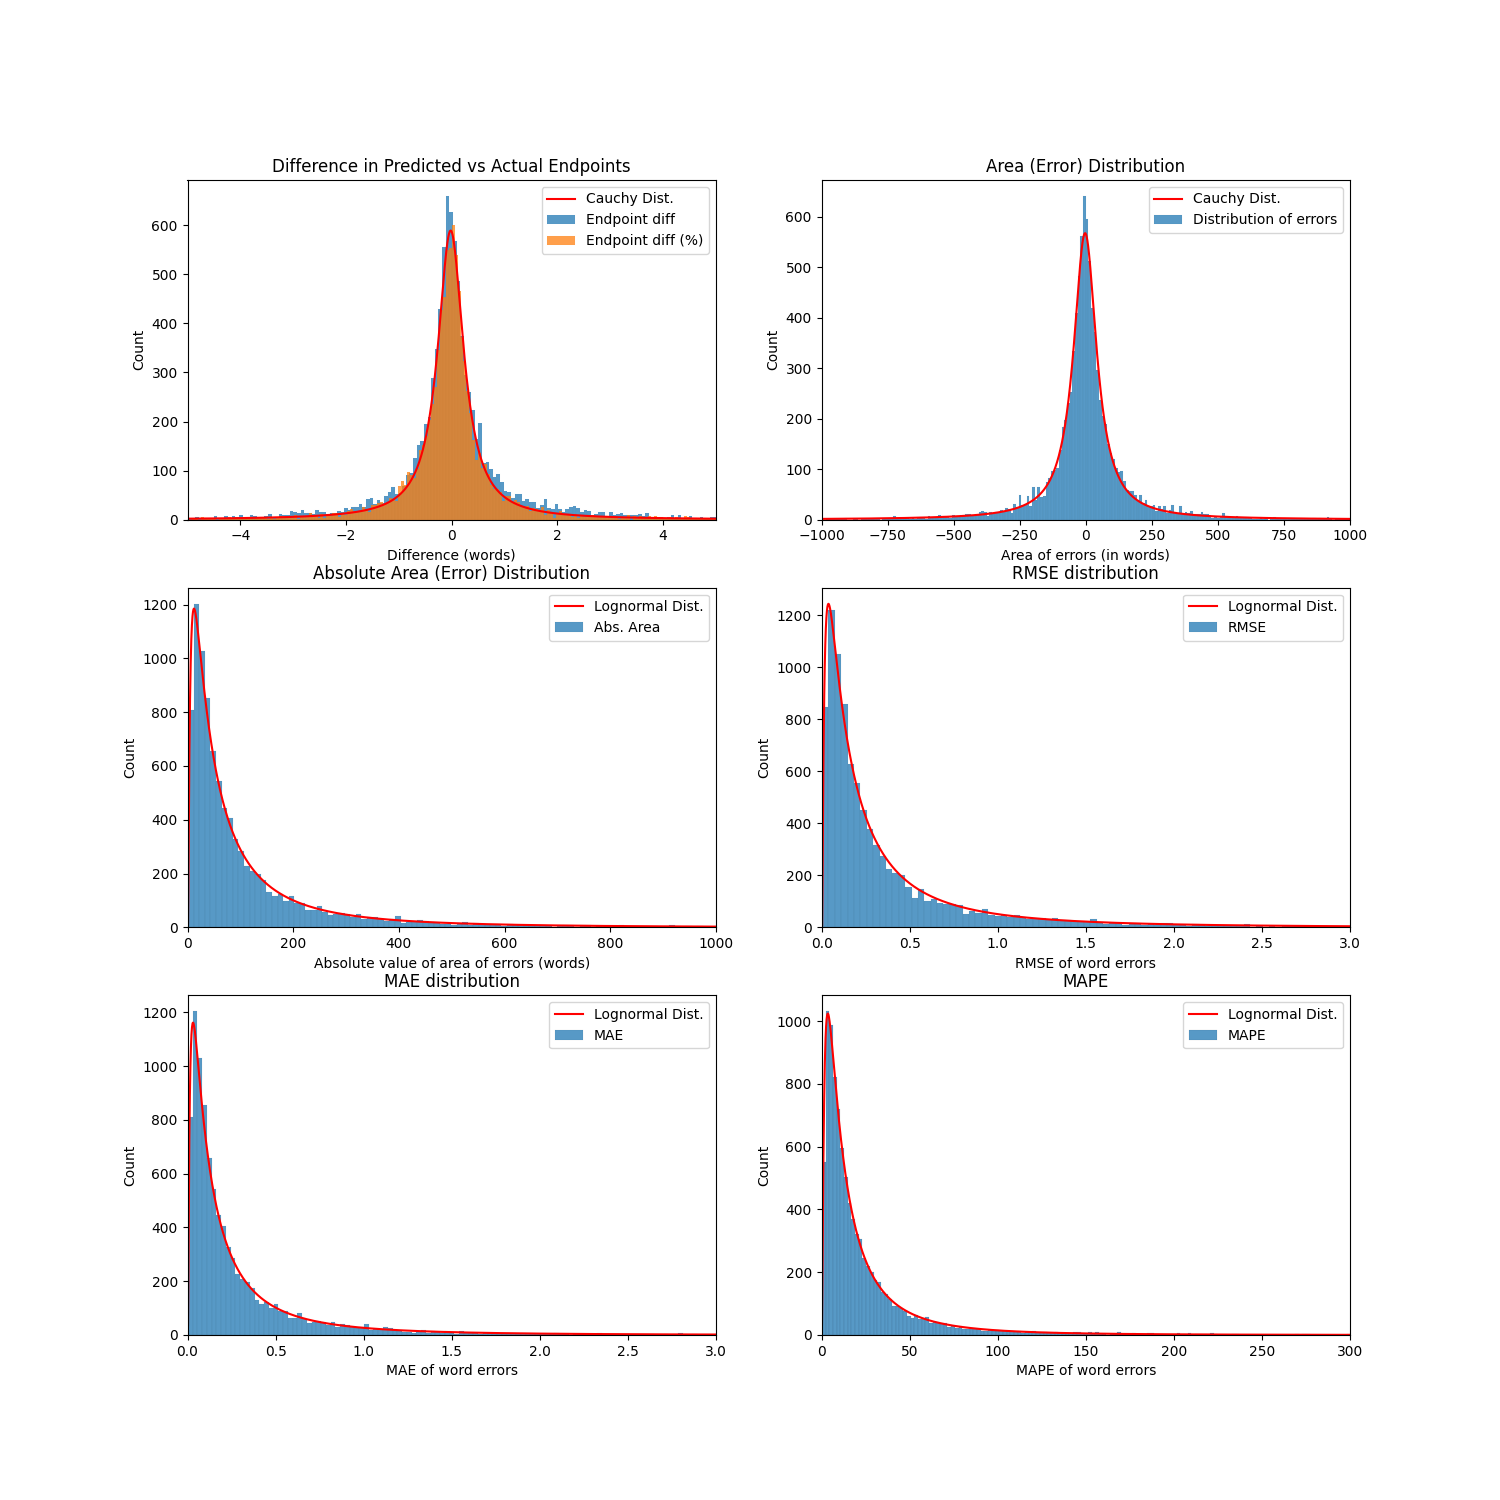 Difference in Predicted vs Actual Endpoints
Cauchy Dist.
Endpoint diff
Endpoint diff (%)
Count
600
500
400
300
200
100
0
−4 −2 0 2 4
Difference (words)
Area (Error) Distribution
Cauchy Dist.
Distribution of errors
Count
600
500
400
300
200
100
0
−1000 −750 −500 −250 0 250 500 750 1000
Area of errors (in words)
Absolute Area (Error) Distribution
Lognormal Dist.
Abs. Area
Count
1200
1000
800
600
400
200
0
0 200 400 600 800 1000
Absolute value of area of errors (words)
RMSE distribution
Lognormal Dist.
RMSE
Count
1200
1000
800
600
400
200
0
0.0 0.5 1.0 1.5 2.0 2.5 3.0
RMSE of word errors
MAE distribution
Lognormal Dist.
MAE
Count
1200
1000
800
600
400
200
0
0.0 0.5 1.0 1.5 2.0 2.5 3.0
MAE of word errors
MAPE
Lognormal Dist.
MAPE
Count
1000
800
600
400
200
0
0 50 100 150 200 250 300
MAPE of word errors